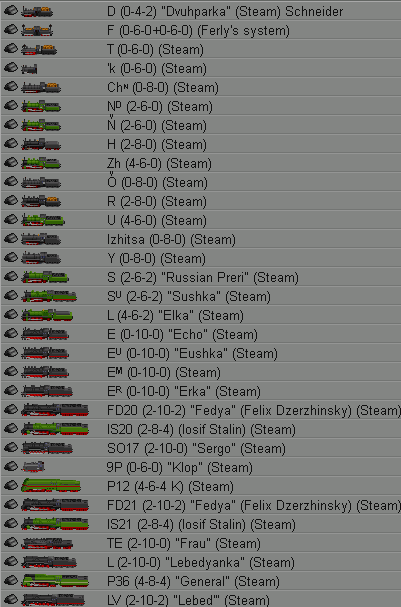 D (0-4-2) "Dvuhparka" (Steam) Schneider
F (0-6-0+0-6-0) (Ferly's system)
T (0-6-0) (Steam)
'k (0-6-0) (Steam)
Chᴺ (0-8-0) (Steam)
Nᴰ (2-6-0) (Steam)
Nᵛ (2-6-0) (Steam)
H (2-8-0) (Steam)
Zh (4-6-0) (Steam)
Oᵛ (0-8-0) (Steam)
R (2-8-0) (Steam)
U (4-6-0) (Steam)
Izhitsa (0-8-0) (Steam)
Y (0-8-0) (Steam)
S (2-6-2) "Russian Preri" (Steam)
Sᵁ (2-6-2) "Sushka" (Steam)
L (4-6-2) "Elka" (Steam)
E (0-10-0) "Echo" (Steam)
Eᵁ (0-10-0) "Eushka" (Steam)
Eᴹ (0-10-0) (Steam)
Eᴿ (0-10-0) "Erka" (Steam)
FD20 (2-10-2) "Fedya" (Felix Dzerzhinsky) (Steam)
IS20 (2-8-4) (Iosif Stalin) (Steam)
SO17 (2-10-0) "Sergo" (Steam)
9P (0-6-0) "Klop" (Steam)
P12 (4-6-4 K) (Steam)
FD21 (2-10-2) "Fedya" (Felix Dzerzhinsky) (Steam)
IS21 (2-8-4) (Iosif Stalin) (Steam)
TE (2-10-0) "Frau" (Steam)
L (2-10-0) "Lebedyanka" (Steam)
P36 (4-8-4) "General" (Steam)
LV (2-10-2) "Lebed'" (Steam)